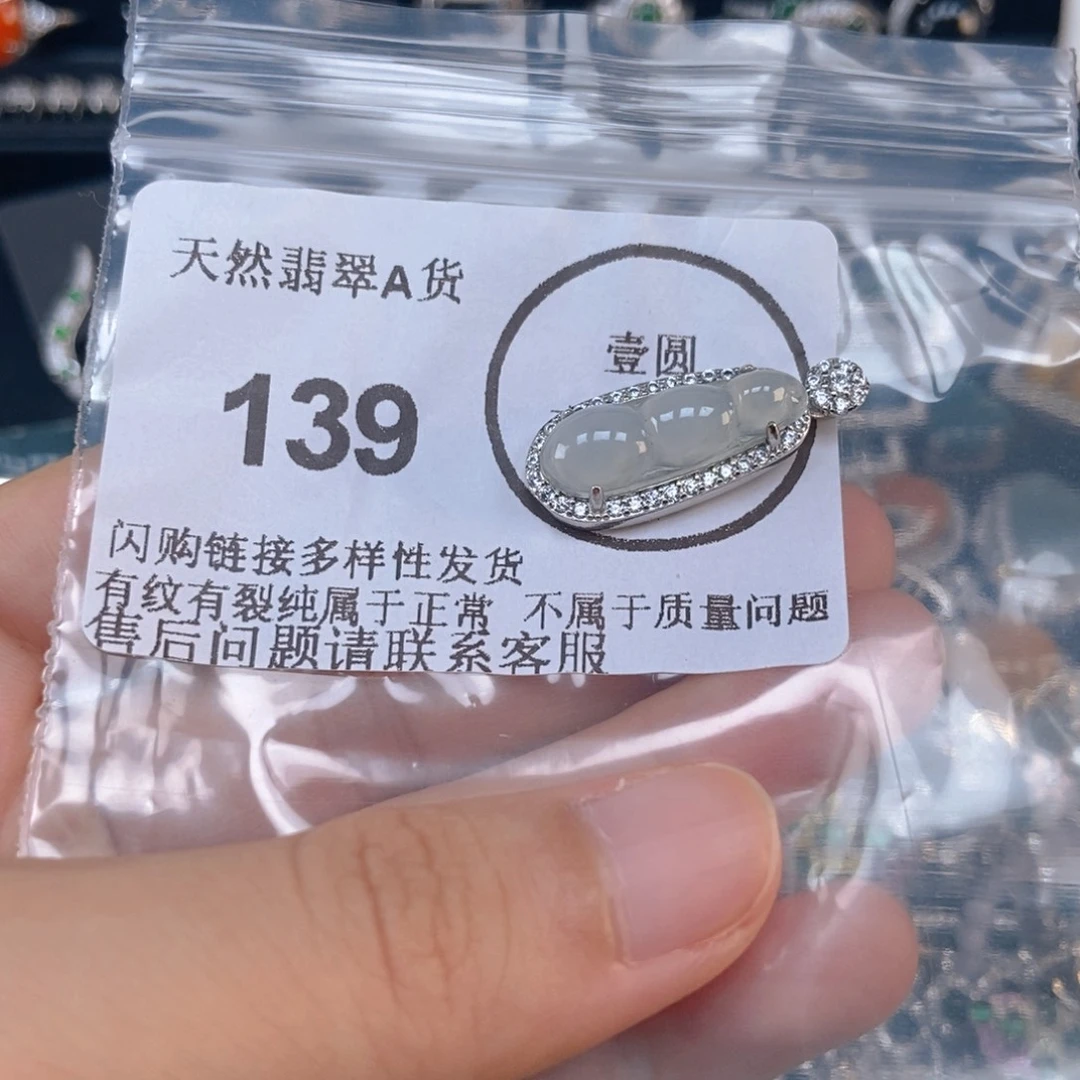 天然翡翠A货
壹圆
139
闪购链接多样性发货
有纹有裂纯属于正常 不属于质量问题
售后问题请联系客服